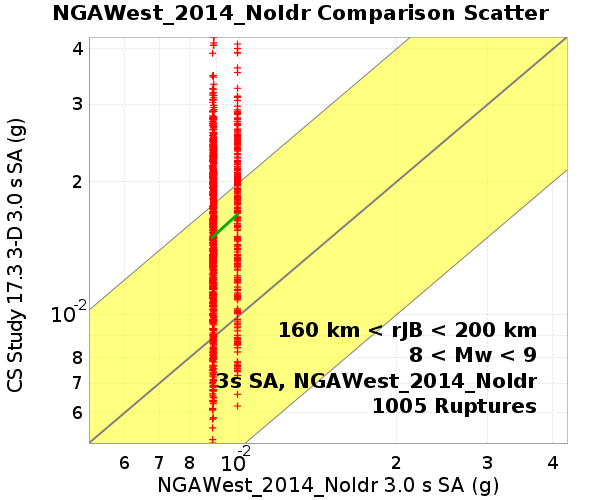 NGAWest_2014_NoIdr Comparison Scatter
CS Study 17.3 3-D 3.0 s SA (g)
4
3
2
10-2
8
7
6
160 km < rJB < 200 km
8 < Mw < 9
3s SA, NGAWest_2014_NoIdr
1005 Ruptures
6 7 8 10-2 2 3 4
NGAWest_2014_NoIdr 3.0 s SA (g)